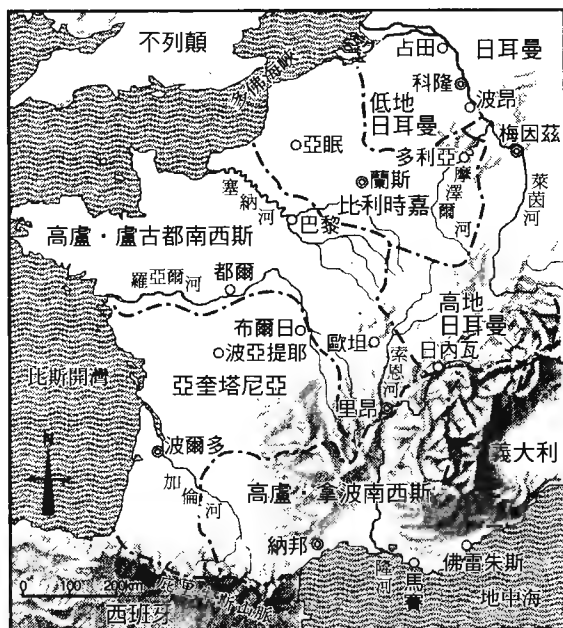 不列顛
多佛海峽
占田
日耳曼
科隆
波昂
低地
日耳曼
梅因茲
亞眠
多利亞
蘭斯
摩澤爾河
萊茵河
塞納河
比利時嘉
巴黎
高盧・盧古都南西斯
羅亞爾河
都爾
高地
日耳曼
布爾日
歐坦
波亞提耶
索恩河
日內瓦
比斯開灣
亞奎塔尼亞
里昂
義大利
N
波爾多
加倫河
高盧・拿波南西斯
納邦
隆河
馬賽
佛雷朱斯
地中海
0 100 200km
西班牙